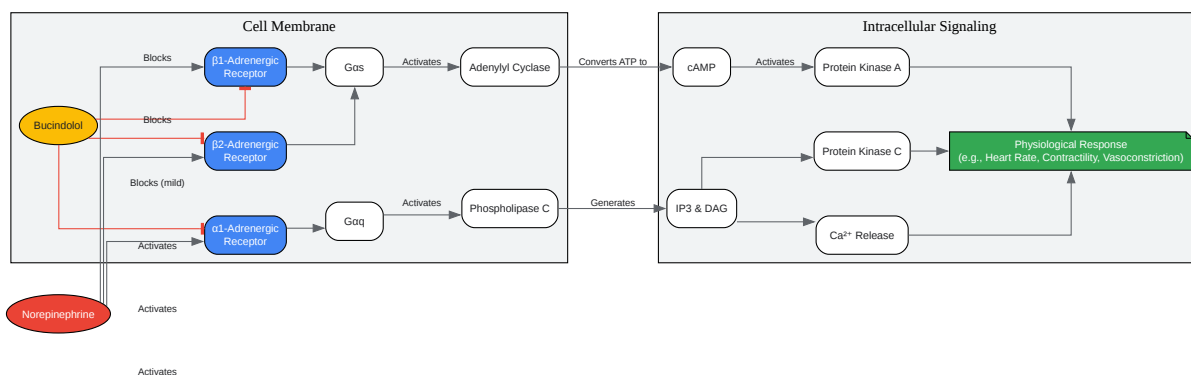 Cell Membrane
Intracellular Signaling
Blocks
β1-Adrenergic
Receptor
Gαs
Activates
Adenylyl Cyclase
Converts ATP to
cAMP
Activates
Protein Kinase A
Bucindolol
Blocks
β2-Adrenergic
Receptor
Protein Kinase C
Physiological Response
(e.g., Heart Rate, Contractility, Vasoconstriction)
Blocks (mild)
α1-Adrenergic
Receptor
Gαq
Activates
Phospholipase C
Generates
IP3 & DAG
Ca²⁺ Release
Activates
Norepinephrine
Activates
Activates